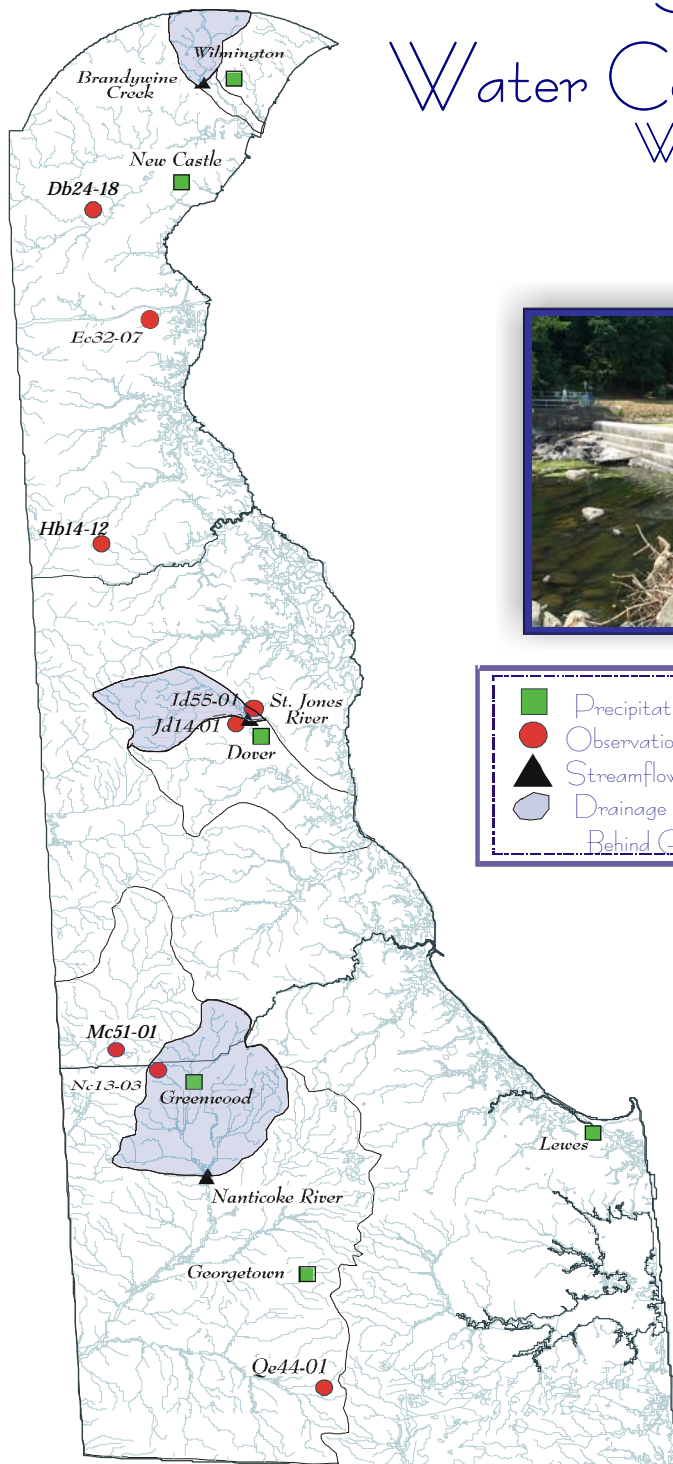 Wilmington
Brandywine
Creek
Water
New Castle
Db24-18
Ec32-07
Hb14-12
Id55-01
St. Jones
River
Jd14-01
Dover
Precipitat
Observatio
Streamflow
Drainage
Behind G
Mc51-01
Nc13-03
Greenwood
Lewes
Nanticoke River
Georgetown
Qe44-01